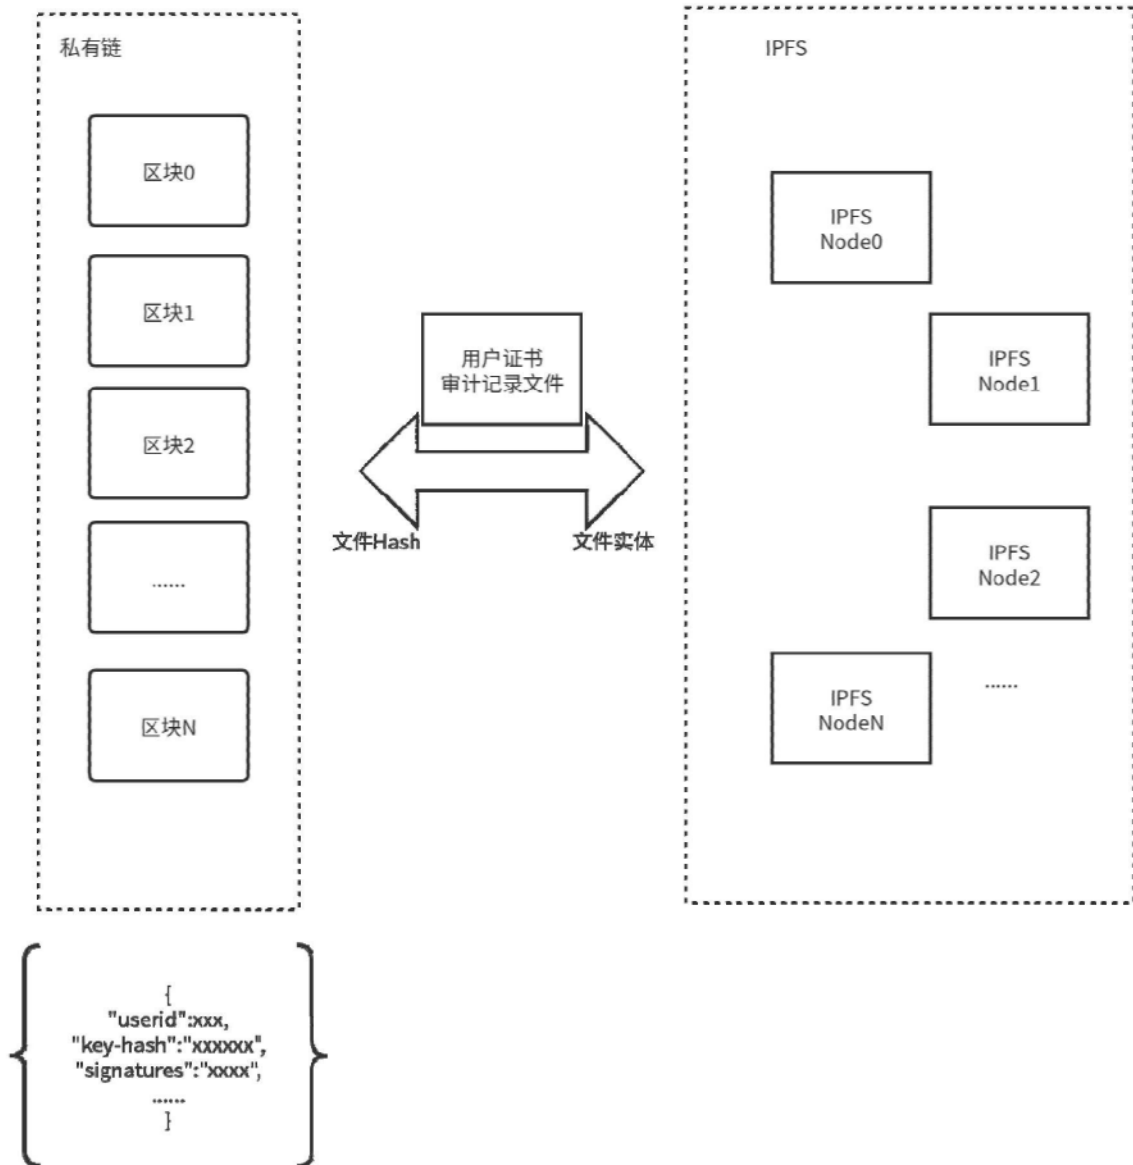 私有链
区块0
区块1
区块2
......
区块N
用户证书
审计记录文件
文件Hash
文件实体
IPFS
IPFS
Node0
IPFS
Node1
IPFS
Node2
......
IPFS
NodeN
{
"userid":xxx,
"key-hash":"xxxxxx",
"signatures":"xxxx",
......
}